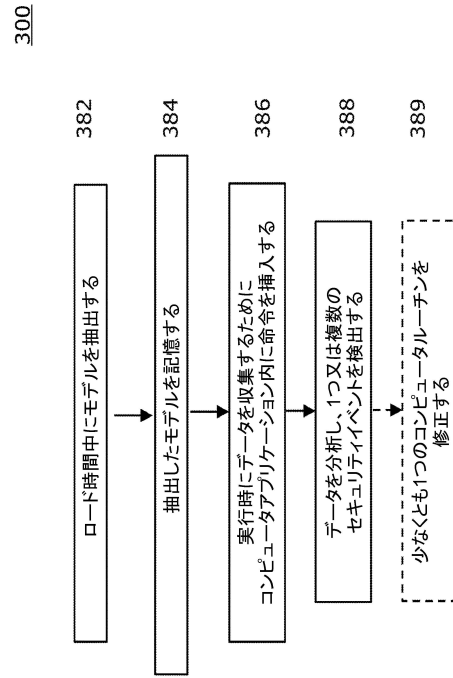 300
382
ロード時間中にモデルを抽出する
384
抽出したモデルを記憶する
386
実行時にデータを収集するために
コンピュータアプリケーション内に命令を挿入する
388
データを分析し、1つ又は複数の
セキュリティイベントを検出する
389
少なくとも1つのコンピュータルーチンを
修正する